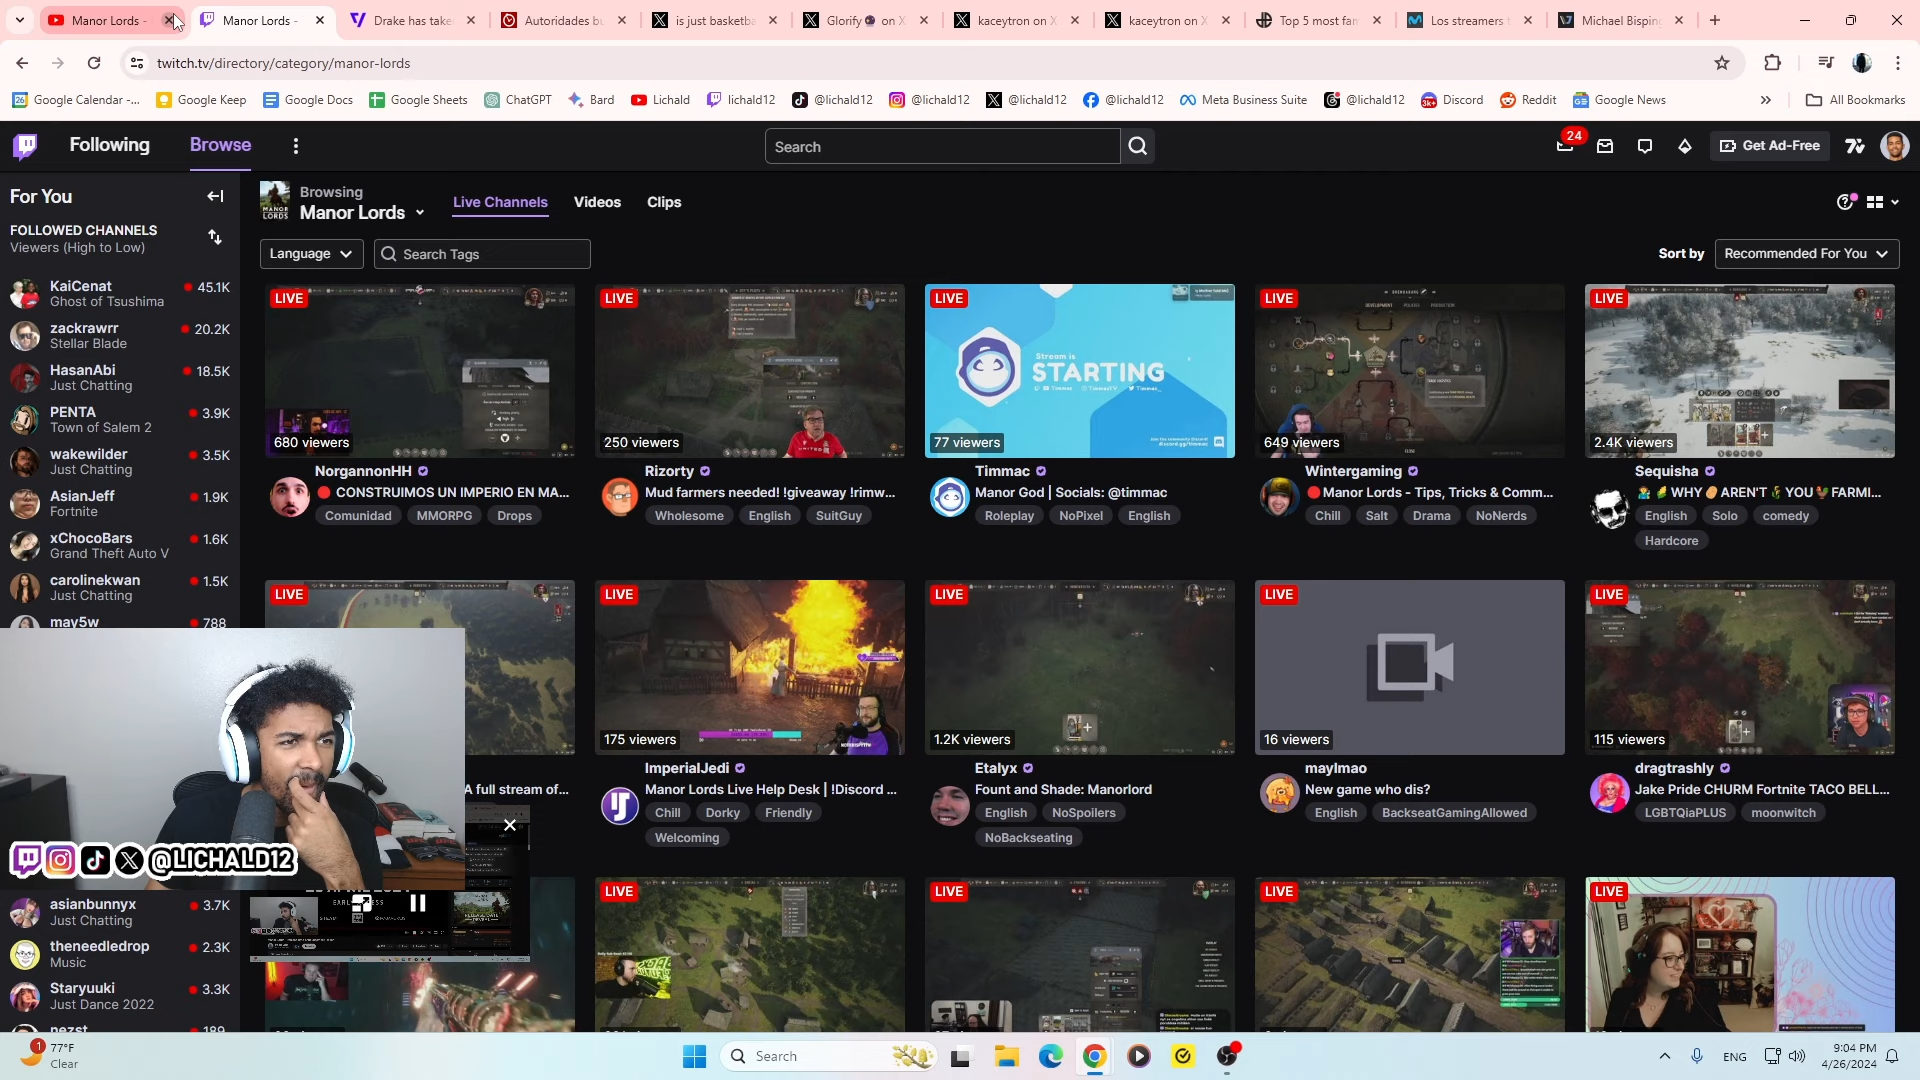 Manor Lords -
Manor Lords -
Drake has take
Autoridades bu
is just basketba
Glorify on X
kaceytron on X
kaceytron on X
Top 5 most fam
Los streamers t
Michael Bisping
twitch.tv/directory/category/manor-lords
Google Calendar -...
Google Keep
Google Docs
Google Sheets
ChatGPT
Bard
Lichald
lichald12
@lichald12
@lichald12
@lichald12
@lichald12
Meta Business Suite
@lichald12
Discord
Reddit
Google News
All Bookmarks
Following
Browse
Search
24
Get Ad-Free
For You
FOLLOWED CHANNELS
Viewers (High to Low)
KaiCenat 45.1K
Ghost of Tsushima
zackrawrr 20.2K
Stellar Blade
HasanAbi 18.5K
Just Chatting
PENTA 3.9K
Town of Salem 2
wakewilder 3.5K
Just Chatting
AsianJeff 1.9K
Fortnite
xChocoBars 1.6K
Grand Theft Auto V
carolinekwan 1.5K
Just Chatting
may5w 788
@LICHALD12
asianbunnyx 3.7K
Just Chatting
theneedledrop 2.3K
Music
Staryuuki 3.3K
Just Dance 2022
nezst 189
Browsing
Manor Lords
Live Channels
Videos
Clips
Language
Search Tags
Sort by
Recommended For You
LIVE
680 viewers
NorgannonHH
CONSTRUIMOS UN IMPERIO EN MA...
Comunidad MMORPG Drops
LIVE
250 viewers
Rizorty
Mud farmers needed! !giveaway !rimw...
Wholesome English SuitGuy
LIVE
Stream is
STARTING
77 viewers
Timmac
Manor God | Socials: @timmac
Roleplay NoPixel English
LIVE
649 viewers
Wintergaming
Manor Lords - Tips, Tricks & Comm...
Chill Salt Drama NoNerds
LIVE
2.4K viewers
Sequisha
WHY AREN'T YOU FARMI...
English Solo comedy
Hardcore
LIVE
A full stream of...
LIVE
175 viewers
ImperialJedi
Manor Lords Live Help Desk | !Discord ...
Chill Dorky Friendly
Welcoming
LIVE
1.2K viewers
Etalyx
Fount and Shade: Manorlord
English NoSpoilers
NoBackseating
LIVE
16 viewers
maylmao
New game who dis?
English BackseatGamingAllowed
LIVE
115 viewers
dragtrashly
Jake Pride CHURM Fortnite TACO BELL...
LGBTQiaPLUS moonwitch
LIVE
LIVE
LIVE
LIVE
1
77°F
Clear
Search
ENG
9:04 PM
4/26/2024